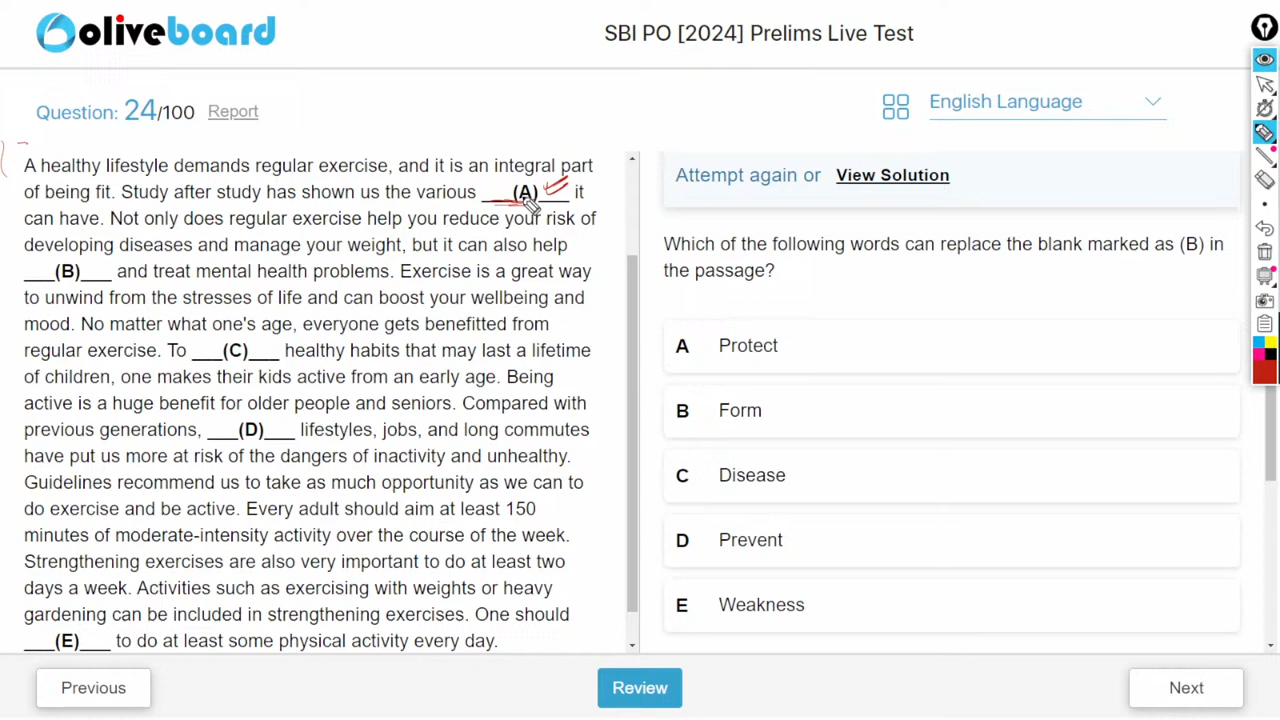 oliveboard
SBI PO [2024] Prelims Live Test
Question: 24/100 Report
English Language
A healthy lifestyle demands regular exercise, and it is an integral part
of being fit. Study after study has shown us the various ___(A)___ it
can have. Not only does regular exercise help you reduce your risk of
developing diseases and manage your weight, but it can also help
___(B)___ and treat mental health problems. Exercise is a great way
to unwind from the stresses of life and can boost your wellbeing and
mood. No matter what one's age, everyone gets benefitted from
regular exercise. To ___(C)___ healthy habits that may last a lifetime
of children, one makes their kids active from an early age. Being
active is a huge benefit for older people and seniors. Compared with
previous generations, ___(D)___ lifestyles, jobs, and long commutes
have put us more at risk of the dangers of inactivity and unhealthy.
Guidelines recommend us to take as much opportunity as we can to
do exercise and be active. Every adult should aim at least 150
minutes of moderate-intensity activity over the course of the week.
Strengthening exercises are also very important to do at least two
days a week. Activities such as exercising with weights or heavy
gardening can be included in strengthening exercises. One should
___(E)___ to do at least some physical activity every day.
Attempt again or View Solution
Which of the following words can replace the blank marked as (B) in
the passage?
A Protect
B Form
C Disease
D Prevent
E Weakness
Previous
Review
Next